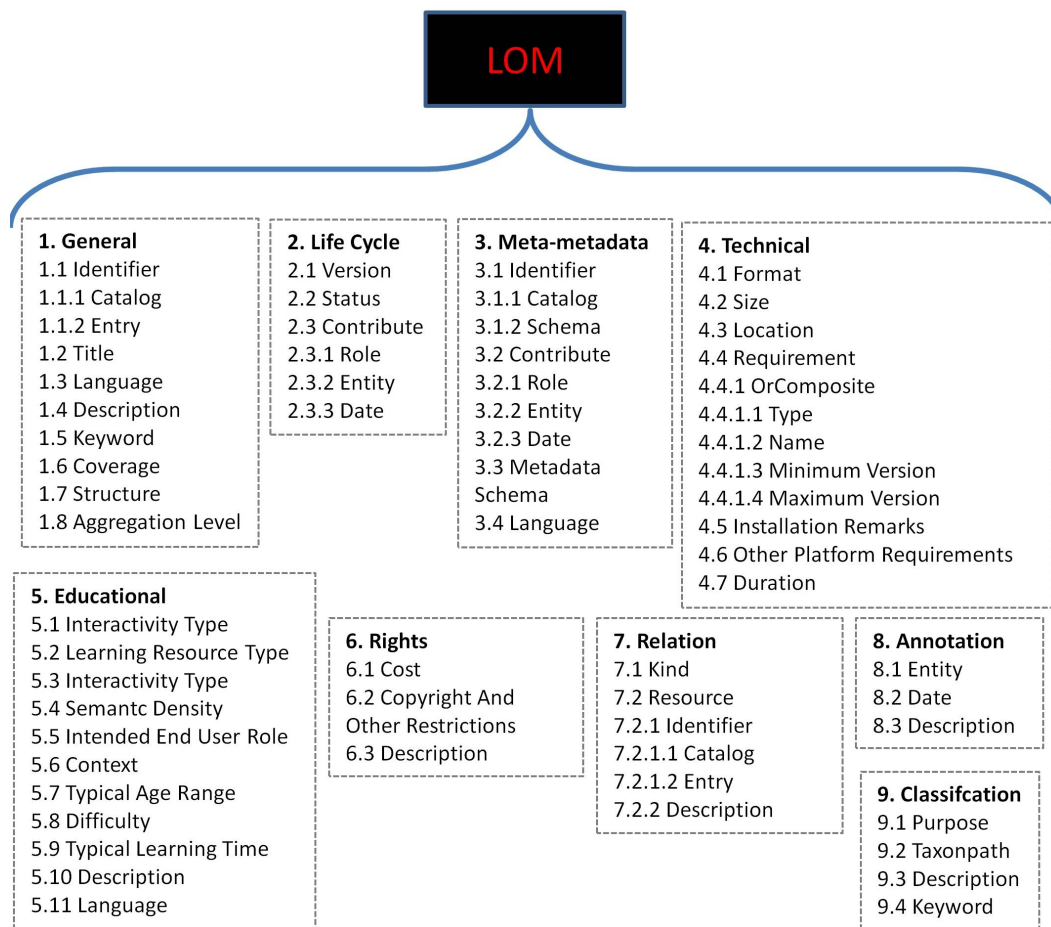 LOM
1. General
1.1 Identifier
1.1.1 Catalog
1.1.2 Entry
1.2 Title
1.3 Language
1.4 Description
1.5 Keyword
1.6 Coverage
1.7 Structure
1.8 Aggregation Level
2. Life Cycle
2.1 Version
2.2 Status
2.3 Contribute
2.3.1 Role
2.3.2 Entity
2.3.3 Date
3. Meta-metadata
3.1 Identifier
3.1.1 Catalog
3.1.2 Schema
3.2 Contribute
3.2.1 Role
3.2.2 Entity
3.2.3 Date
3.3 Metadata
Schema
3.4 Language
4. Technical
4.1 Format
4.2 Size
4.3 Location
4.4 Requirement
4.4.1 OrComposite
4.4.1.1 Type
4.4.1.2 Name
4.4.1.3 Minimum Version
4.4.1.4 Maximum Version
4.5 Installation Remarks
4.6 Other Platform Requirements
4.7 Duration
5. Educational
5.1 Interactivity Type
5.2 Learning Resource Type
5.3 Interactivity Type
5.4 Semantc Density
5.5 Intended End User Role
5.6 Context
5.7 Typical Age Range
5.8 Difficulty
5.9 Typical Learning Time
5.10 Description
5.11 Language
6. Rights
6.1 Cost
6.2 Copyright And
Other Restrictions
6.3 Description
7. Relation
7.1 Kind
7.2 Resource
7.2.1 Identifier
7.2.1.1 Catalog
7.2.1.2 Entry
7.2.2 Description
8. Annotation
8.1 Entity
8.2 Date
8.3 Description
9. Classifcation
9.1 Purpose
9.2 Taxonpath
9.3 Description
9.4 Keyword